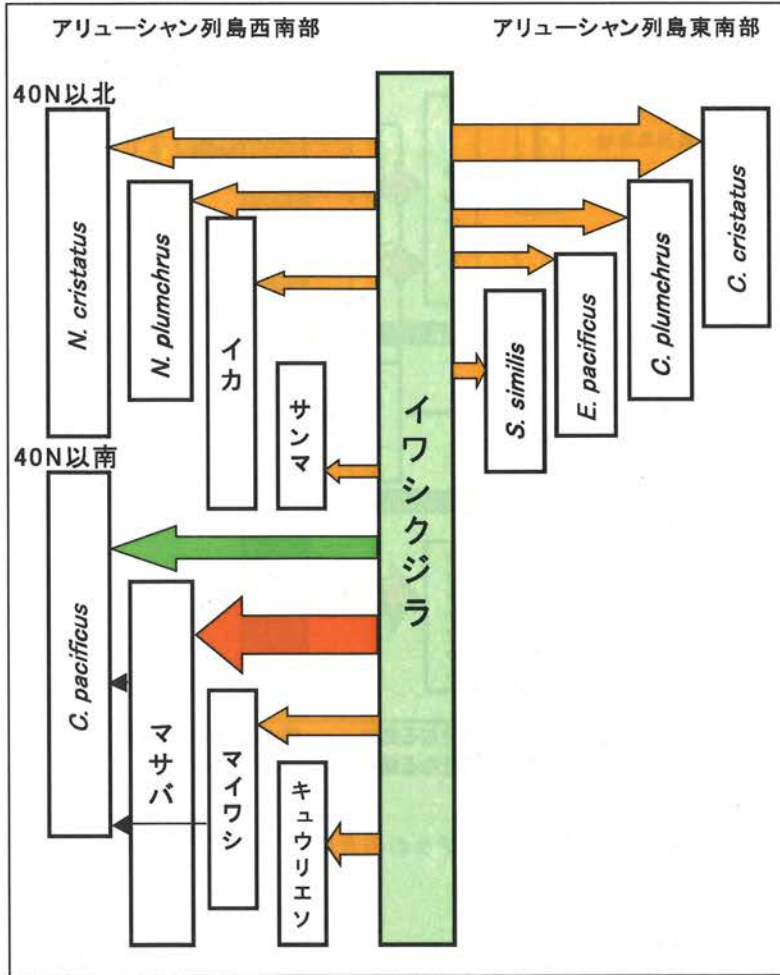 アリューシャン列島西南部
アリューシャン列島東南部
40N以北
N. cristatus
N. plumchrus
イカ
サンマ
イワシクジラ
S. similis
E. pacificus
C. plumchrus
C. cristatus
40N以南
C. pacificus
マサバ
マイワシ
キュウリエソ